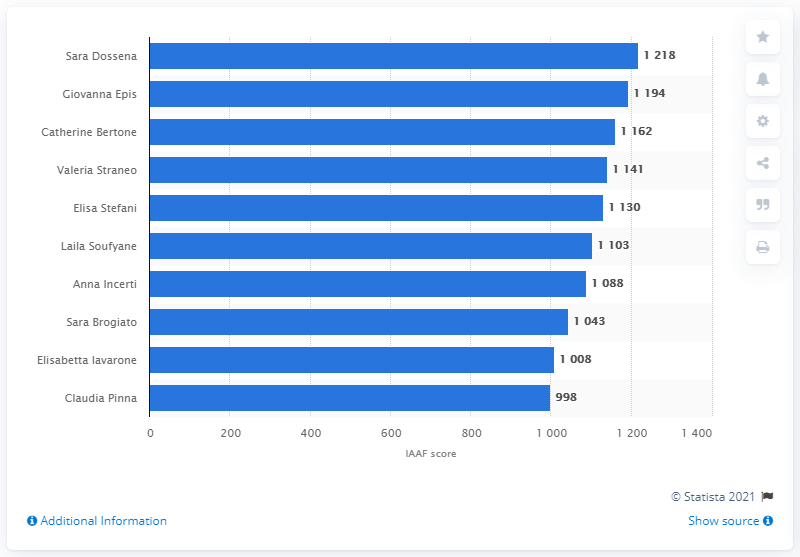 Sara Dossena 1 218
Giovanna Epis 1 194
Catherine Bertone 1 162
Valeria Straneo 1 141
Elisa Stefani 1 130
Laila Soufyane 1 103
Anna Incerti 1 088
Sara Brogiato 1 043
Elisabetta Iavarone 1 008
Claudia Pinna 998
0 200 400 600 800 1 000 1 200 1 400
IAAF score
© Statista 2021
Additional Information Show source